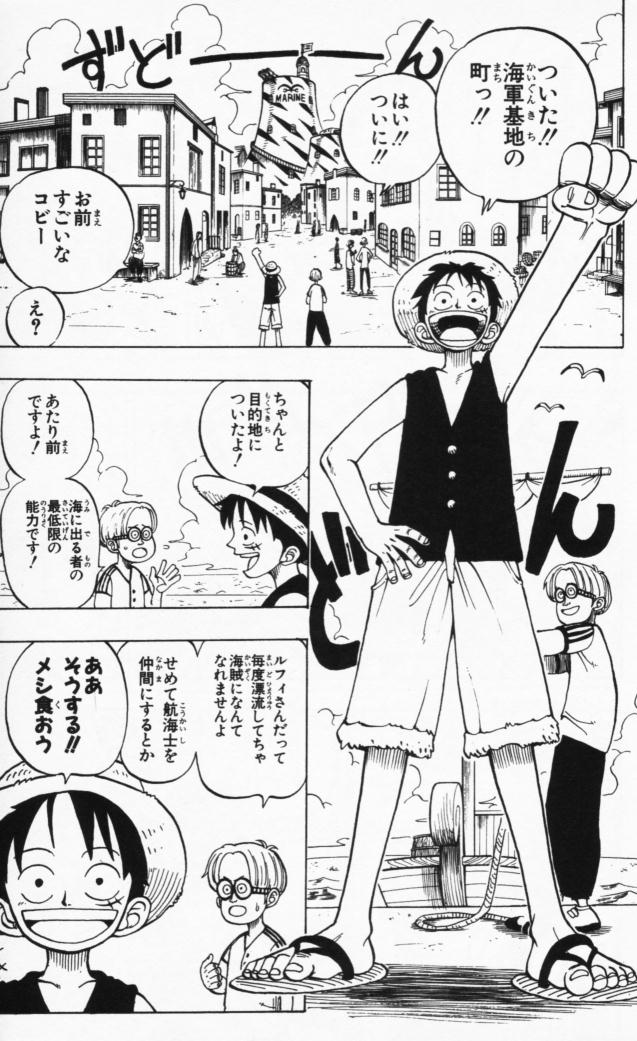 ついた!!
海軍基地の
町っ!!
はい!!
ついに!!
ずどーーん
MARINE
お前
すごいな
コビー
え?
どん
ちゃんと
目的地に
ついたよ!
あたり前
ですよ!
海に出る者の
最低限の
能力です!
ルフィさんだって
毎度漂流してちゃ
海賊になんて
なれませんよ
せめて航海士を
仲間にするとか
ああ
そうする!!
メシ食おう